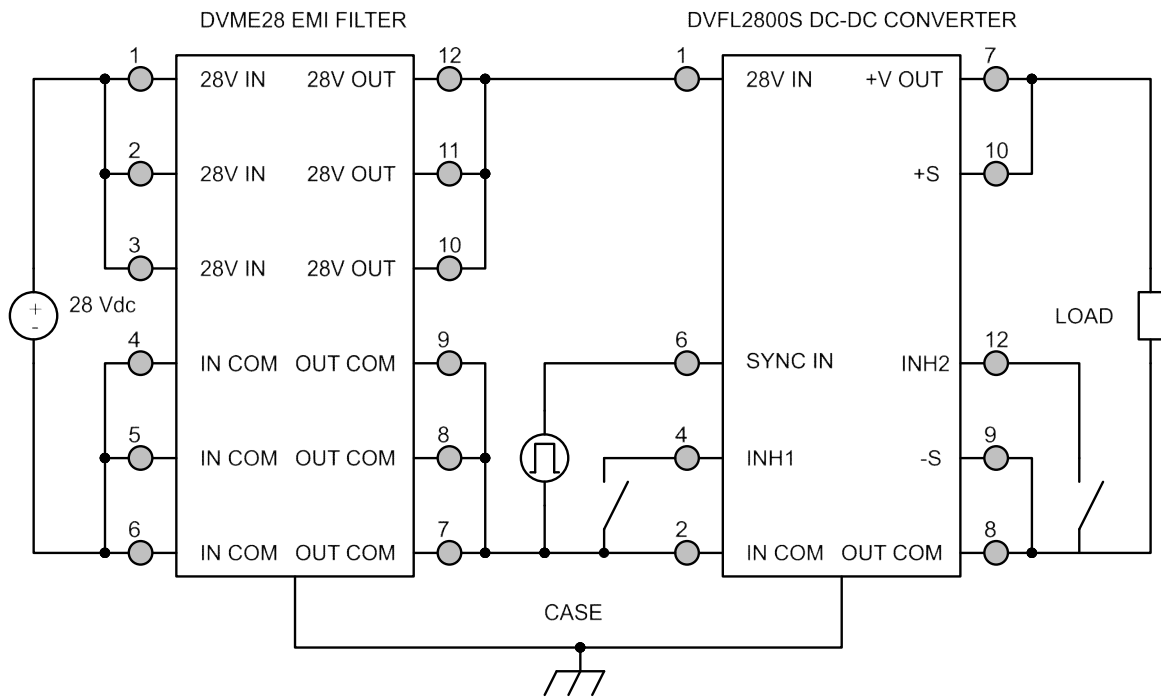 DVME28 EMI FILTER
DVFL2800S DC-DC CONVERTER
1 28V IN 28V OUT 12
1 28V IN +V OUT 7
2 28V IN 28V OUT 11
+S 10
3 28V IN 28V OUT 10
+
-
28 Vdc
LOAD
4 IN COM OUT COM 9
6 SYNC IN INH2 12
5 IN COM OUT COM 8
4 INH1 -S 9
6 IN COM OUT COM 7
2 IN COM OUT COM 8
CASE